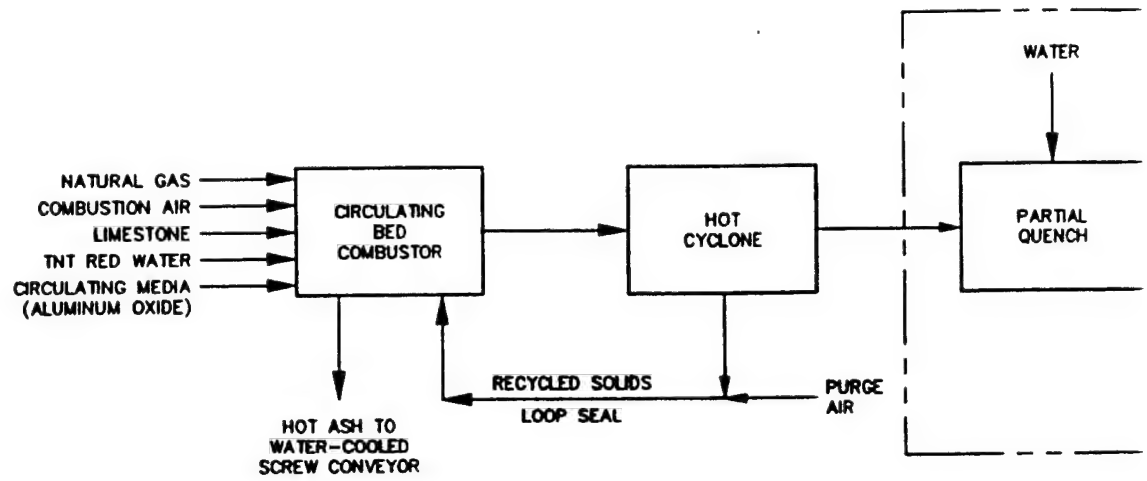 WATER
NATURAL GAS
COMBUSTION AIR
LIMESTONE
TNT RED WATER
CIRCULATING MEDIA
(ALUMINUM OXIDE)
CIRCULATING
BED
COMBUSTOR
HOT
CYCLONE
PARTIAL
QUENCH
RECYCLED SOLIDS
LOOP SEAL
PURGE
AIR
HOT ASH TO
WATER-COOLED
SCREW CONVEYOR